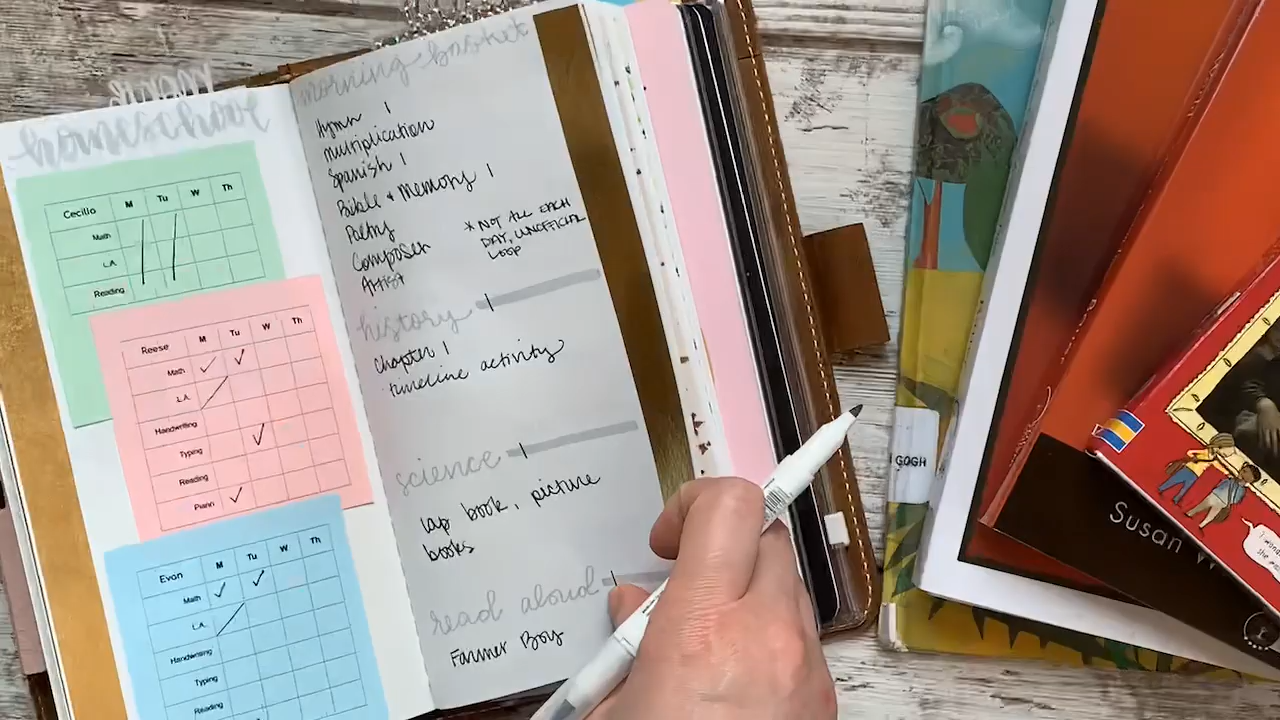 homeschool
Cecillo M Tu W Th
Math
L.A.
Reading
Reese M Tu W Th
Math
L.A.
Handwriting
Typing
Reading
Piano
Evan M Tu W Th
Math
L.A.
Handwriting
Typing
Reading
morning basket
Hymn 1
multiplication
Spanish 1
Bible & Memory 1
Poetry
Composer
Artist
* NOT ALL EACH
DAY, UNOFFICIAL
LOOP
history 1
Chapter 1
timeline activity
science 1
lap book, picture
books
read aloud 1
Farmer Boy
GOGH
Susan W